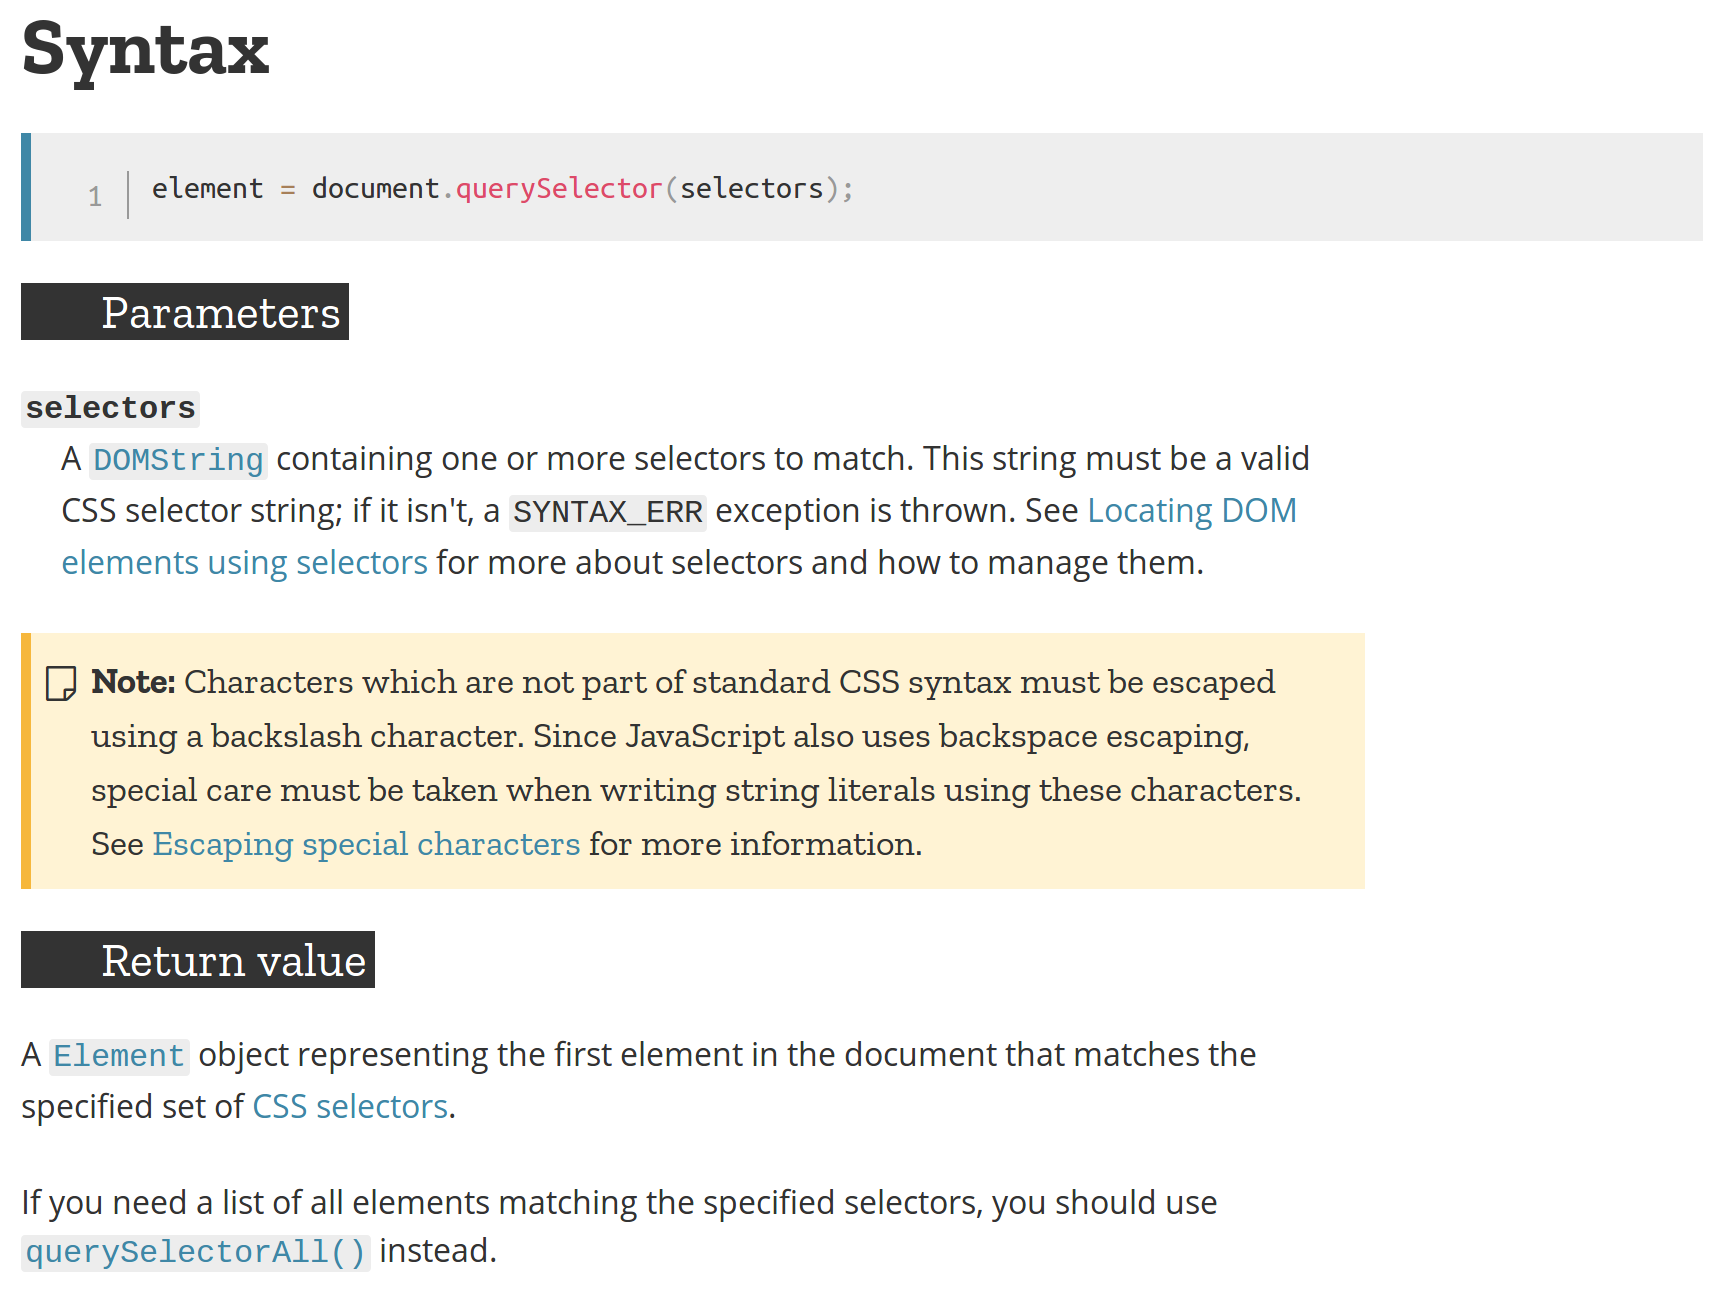 Syntax
1 element = document.querySelector(selectors);
Parameters
selectors
A DOMString containing one or more selectors to match. This string must be a valid
CSS selector string; if it isn't, a SYNTAX_ERR exception is thrown. See Locating DOM
elements using selectors for more about selectors and how to manage them.
Note: Characters which are not part of standard CSS syntax must be escaped
using a backslash character. Since JavaScript also uses backspace escaping,
special care must be taken when writing string literals using these characters.
See Escaping special characters for more information.
Return value
A Element object representing the first element in the document that matches the
specified set of CSS selectors.
If you need a list of all elements matching the specified selectors, you should use
querySelectorAll() instead.